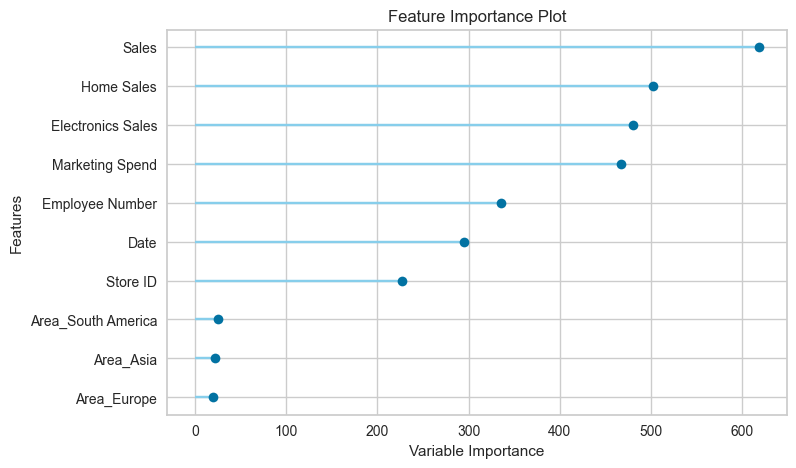 Feature Importance Plot
Sales
Home Sales
Electronics Sales
Marketing Spend
Employee Number
Date
Store ID
Area_South America
Area_Asia
Area_Europe
Features
0 100 200 300 400 500 600
Variable Importance